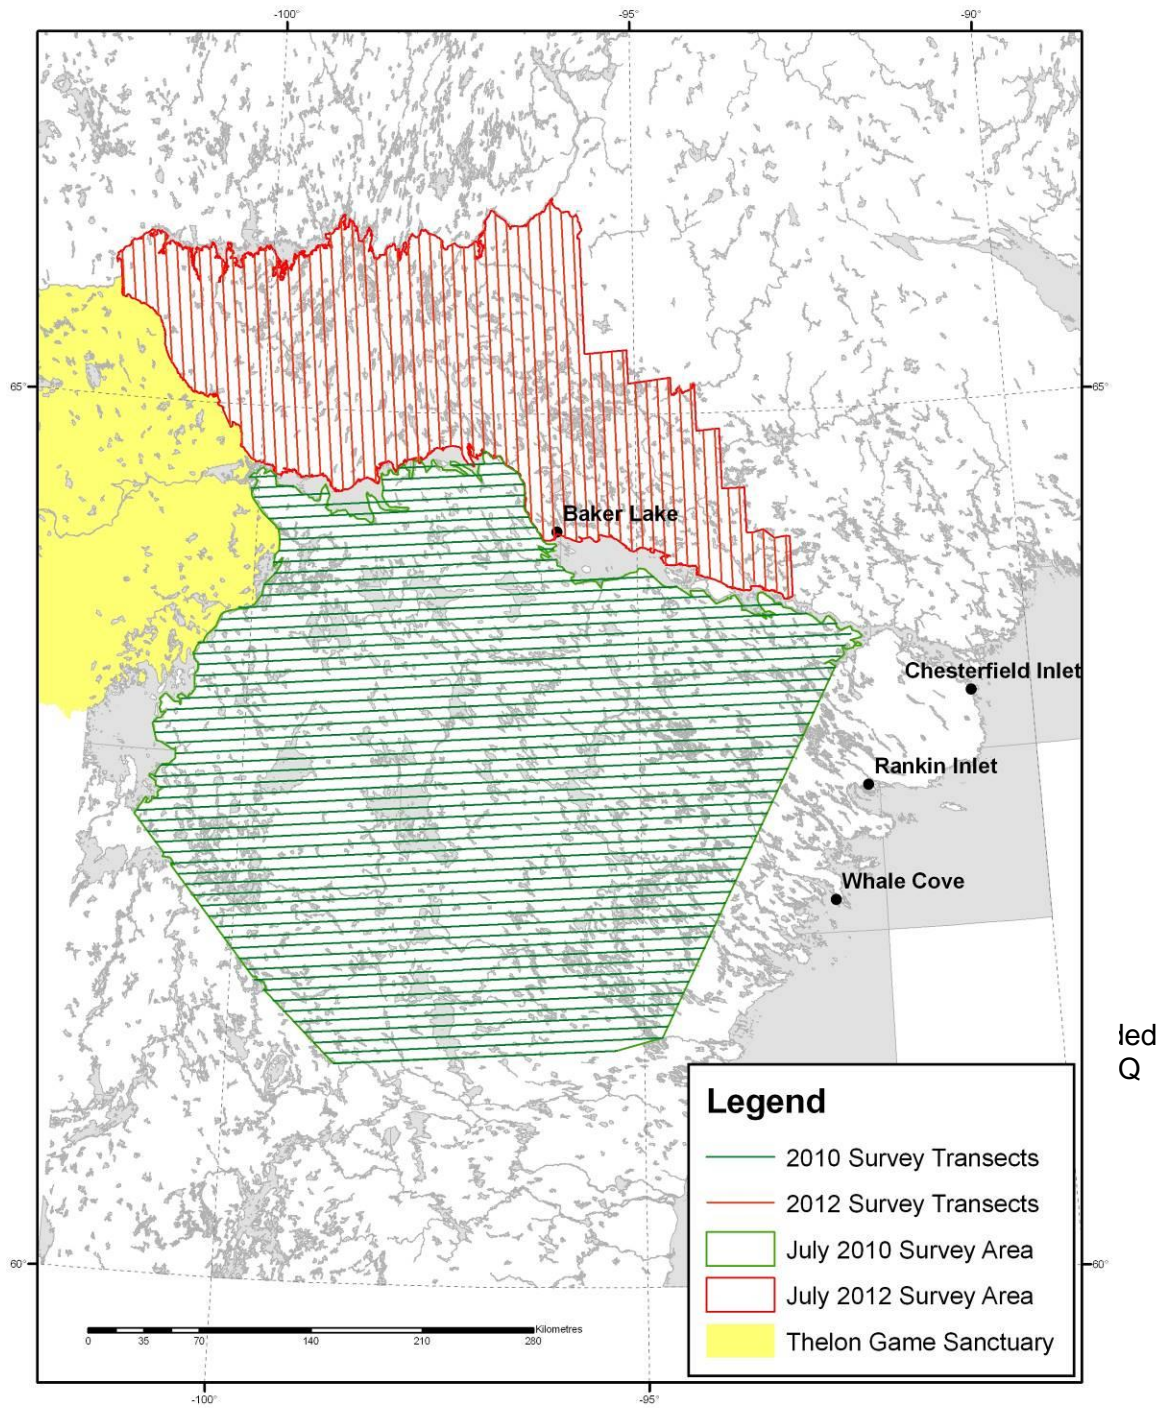 -100°
-95°
-90°
65°
65°
Baker Lake
Chesterfield Inlet
Rankin Inlet
Whale Cove
Q
Legend
2010 Survey Transects
2012 Survey Transects
July 2010 Survey Area
July 2012 Survey Area
Thelon Game Sanctuary
60°
60°
Kilometres
0 35 70 140 210 280
-100°
-95°